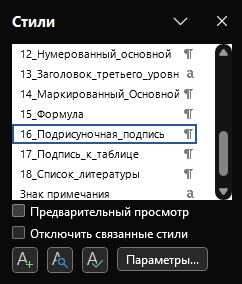 Стили
12_Нумерованный_основной
13_Заголовок_третьего_уровн
14_Маркированный_Основной
15_Формула
16_Подрисуночная_подпись
17_Подпись_к_таблице
18_Список_литературы
Знак примечания
Предварительный просмотр
Отключить связанные стили
Параметры...